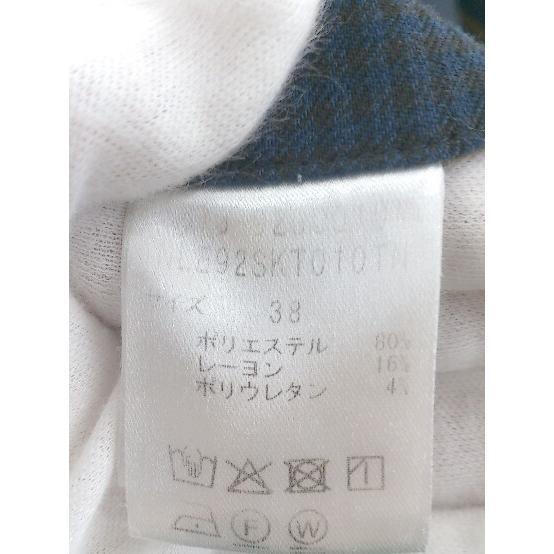 サイズ 38
ポリエステル 80%
レーヨン 16%
ポリウレタン 4%
F W